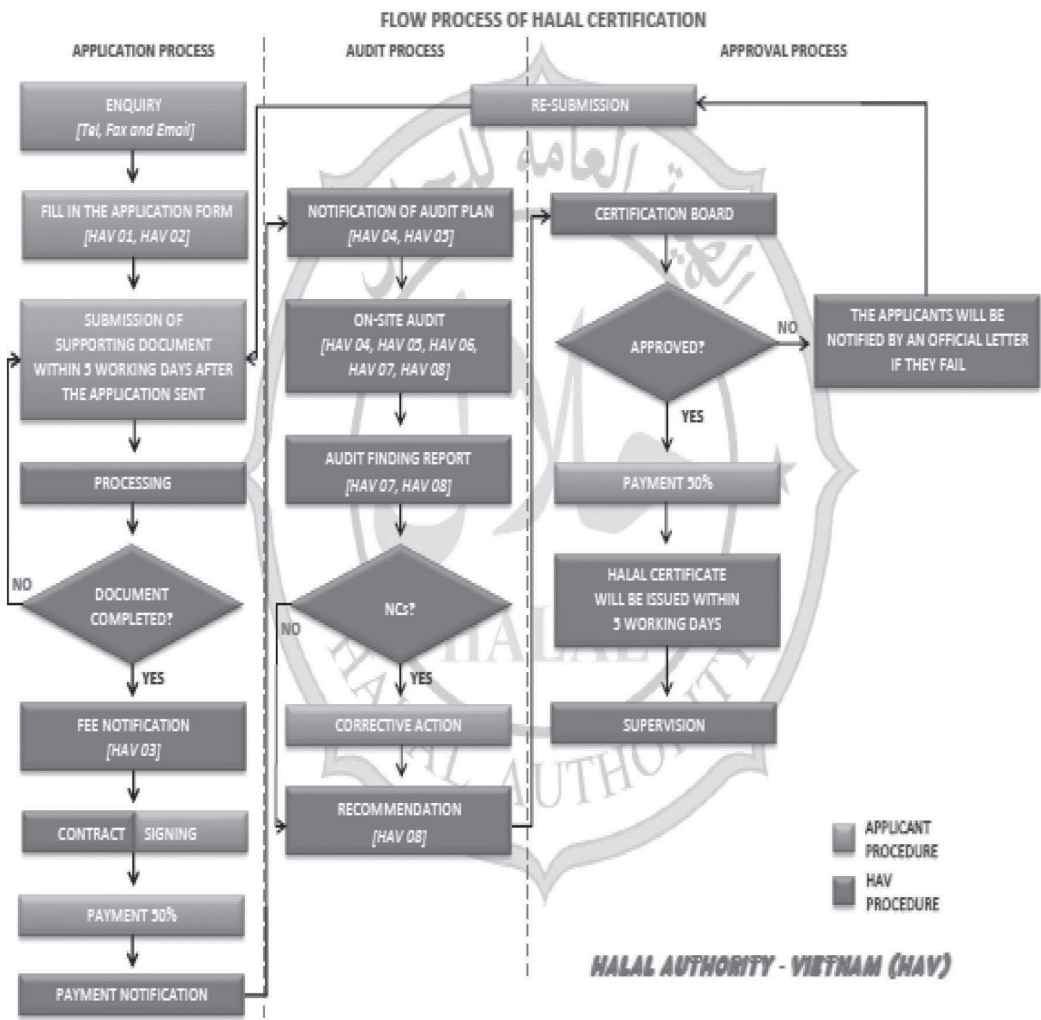 FLOW PROCESS OF HALAL CERTIFICATION
APPLICATION PROCESS
ENQUIRY
[Tel, Fax and Email]
FILL IN THE APPLICATION FORM
[HAV 01, HAV 02]
SUBMISSION OF
SUPPORTING DOCUMENT
WITHIN 5 WORKING DAYS AFTER
THE APPLICATION SENT
PROCESSING
NO
DOCUMENT
COMPLETED?
YES
FEE NOTIFICATION
[HAV 03]
CONTRACT SIGNING
PAYMENT 50%
PAYMENT NOTIFICATION
AUDIT PROCESS
NOTIFICATION OF AUDIT PLAN
[HAV 04, HAV 05]
ON-SITE AUDIT
[HAV 04, HAV 05, HAV 06,
HAV 07, HAV 08]
AUDIT FINDING REPORT
[HAV 07, HAV 08]
NCs?
NO
YES
CORRECTIVE ACTION
RECOMMENDATION
[HAV 08]
APPROVAL PROCESS
RE-SUBMISSION
CERTIFICATION BOARD
APPROVED?
NO
THE APPLICANTS WILL BE
NOTIFIED BY AN OFFICIAL LETTER
IF THEY FAIL
YES
PAYMENT 50%
HALAL CERTIFICATE
WILL BE ISSUED WITHIN
5 WORKING DAYS
SUPERVISION
APPLICANT
PROCEDURE
HAV
PROCEDURE
HALAL AUTHORITY - VIETNAM (HAV)
حلال
HALAL
HALAL AUTHORITY